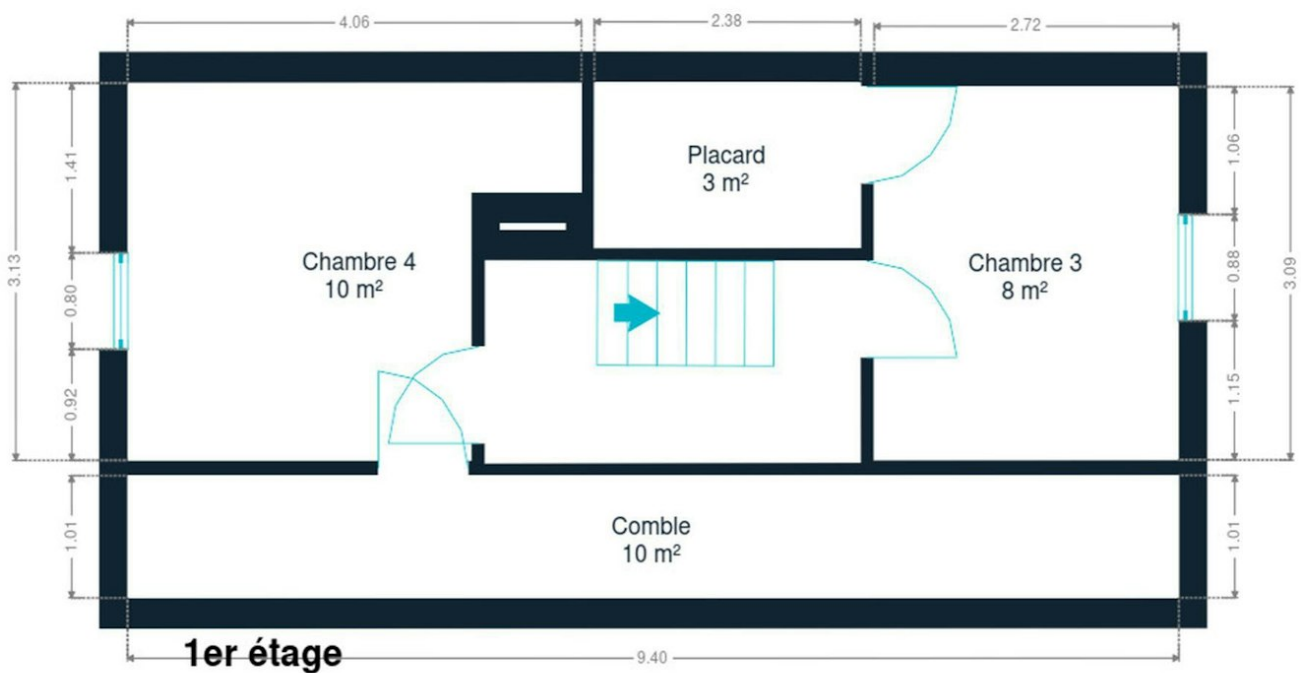 4.06
2.38
2.72
1.41
3.13
0.80
0.92
1.01
Placard
3 m²
Chambre 4
10 m²
Chambre 3
8 m²
1.06
0.88
3.09
1.15
1.01
Comble
10 m²
1er étage
9.40